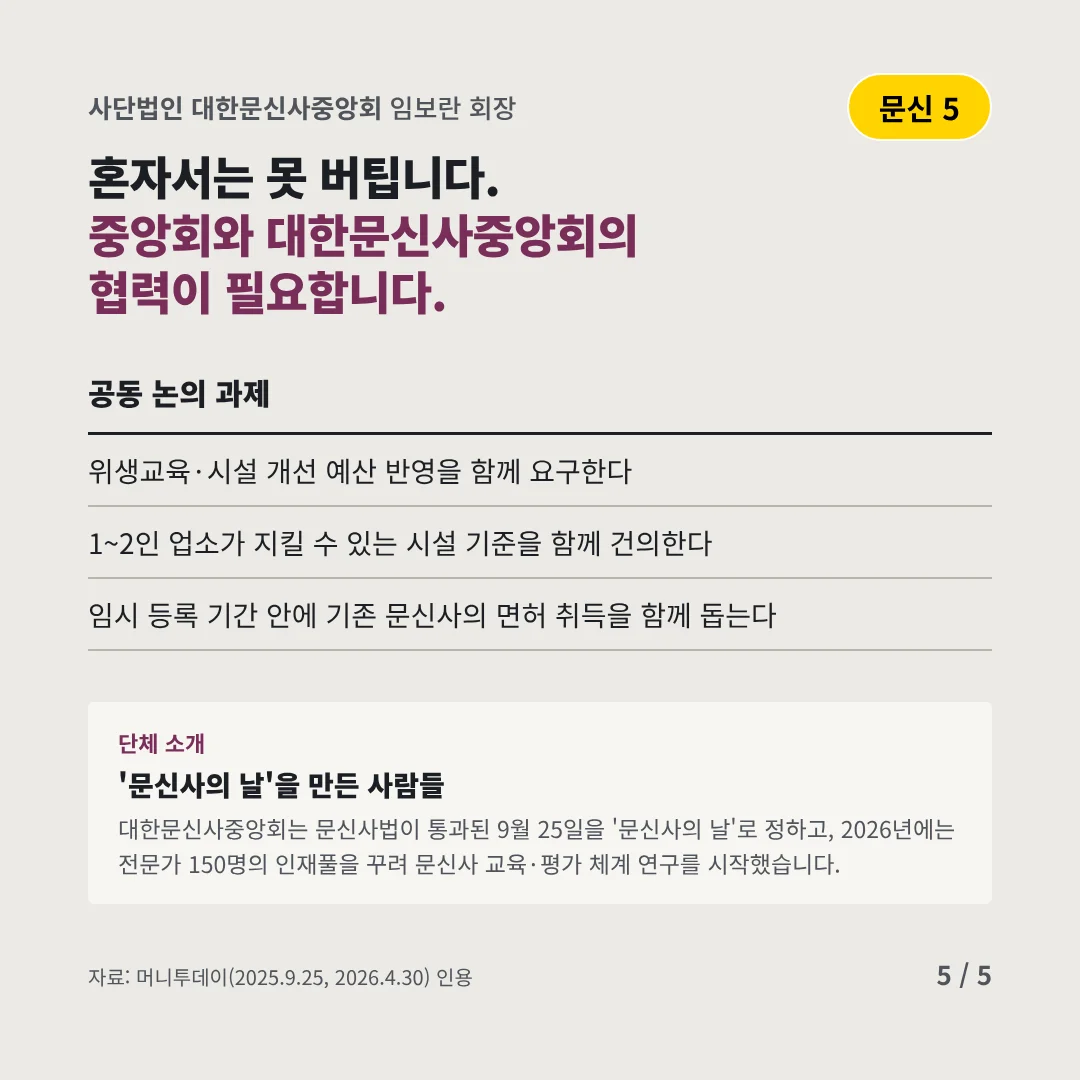 사단법인 대한문신사중앙회 임보란 회장
문신 5
혼자서는 못 버팁니다.
중앙회와 대한문신사중앙회의
협력이 필요합니다.
공동 논의 과제
위생교육·시설 개선 예산 반영을 함께 요구한다
1~2인 업소가 지킬 수 있는 시설 기준을 함께 건의한다
임시 등록 기간 안에 기존 문신사의 면허 취득을 함께 돕는다
단체 소개
'문신사의 날'을 만든 사람들
대한문신사중앙회는 문신사법이 통과된 9월 25일을 '문신사의 날'로 정하고, 2026년에는
전문가 150명의 인재풀을 꾸려 문신사 교육·평가 체계 연구를 시작했습니다.
자료: 머니투데이(2025.9.25, 2026.4.30) 인용
5 / 5